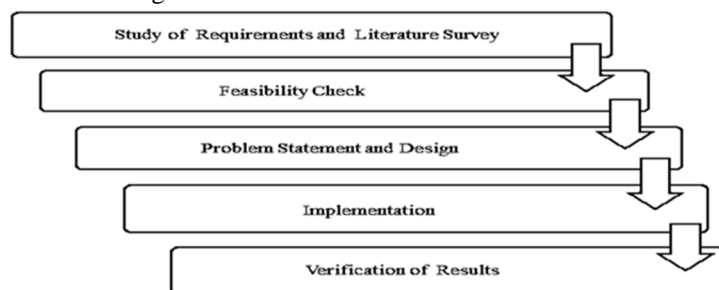 Study of Requirements and Literature Survey
Feasibility Check
Problem Statement and Design
Implementation
Verification of Results